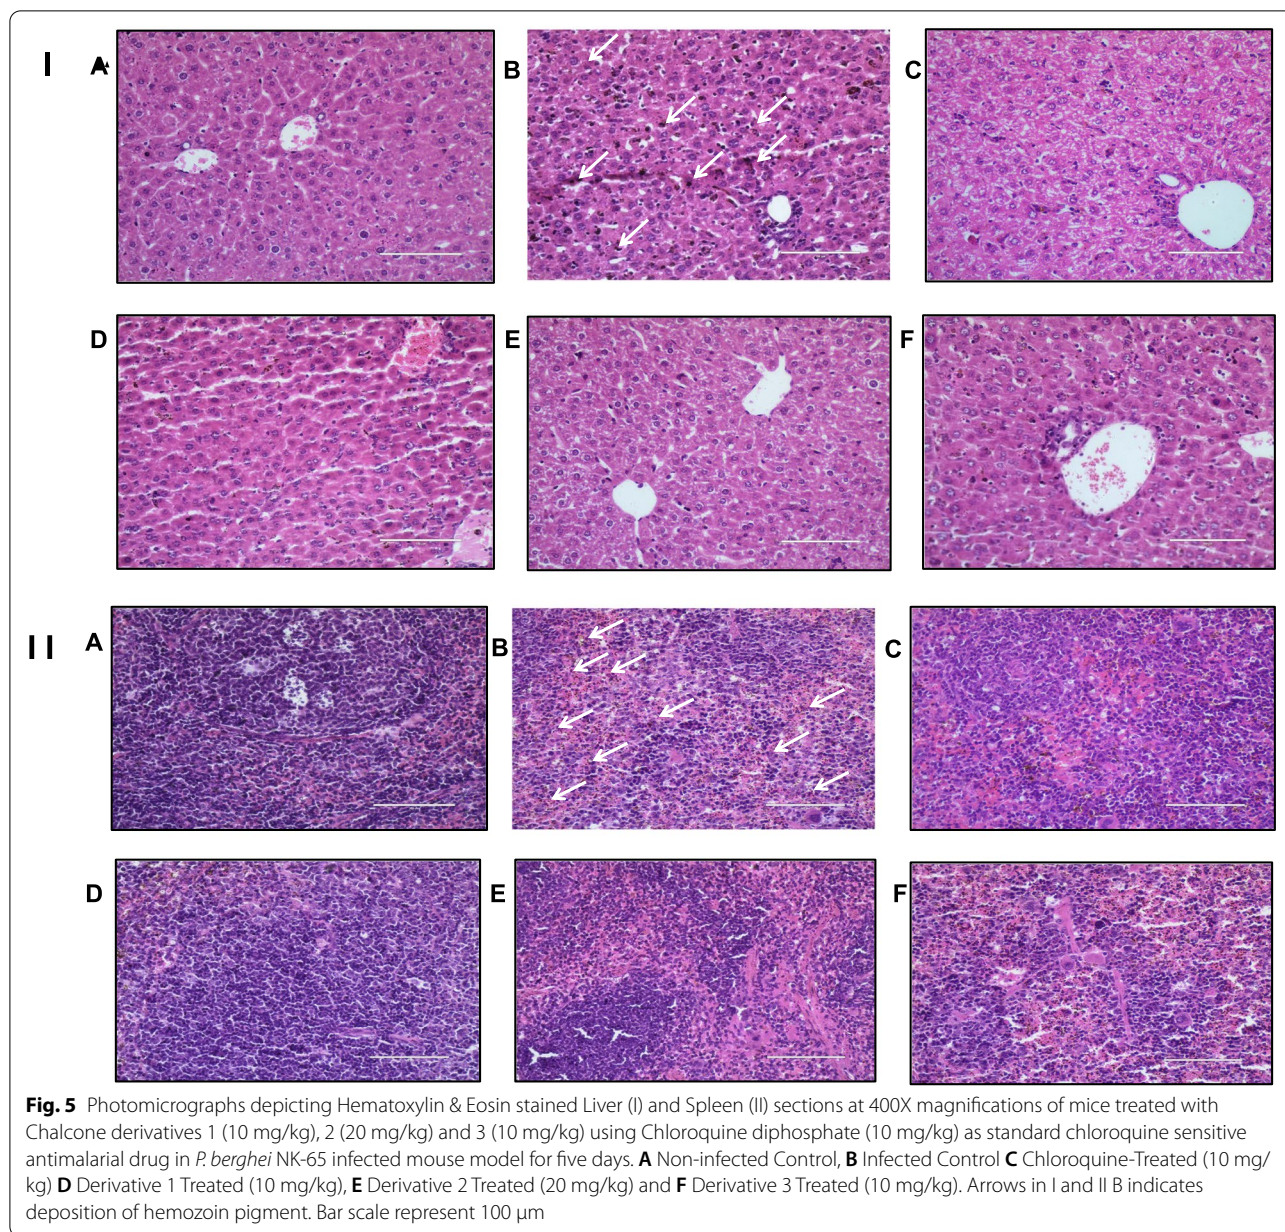 I
A
B
C
D
E
F
II
A
B
C
D
E
F
Fig. 5 Photomicrographs depicting Hematoxylin & Eosin stained Liver (I) and Spleen (II) sections at 400X magnifications of mice treated with
Chalcone derivatives 1 (10 mg/kg), 2 (20 mg/kg) and 3 (10 mg/kg) using Chloroquine diphosphate (10 mg/kg) as standard chloroquine sensitive
antimalarial drug in P. berghei NK-65 infected mouse model for five days. A Non-infected Control, B Infected Control C Chloroquine-Treated (10 mg/
kg) D Derivative 1 Treated (10 mg/kg), E Derivative 2 Treated (20 mg/kg) and F Derivative 3 Treated (10 mg/kg). Arrows in I and II B indicates
deposition of hemozoin pigment. Bar scale represent 100 µm